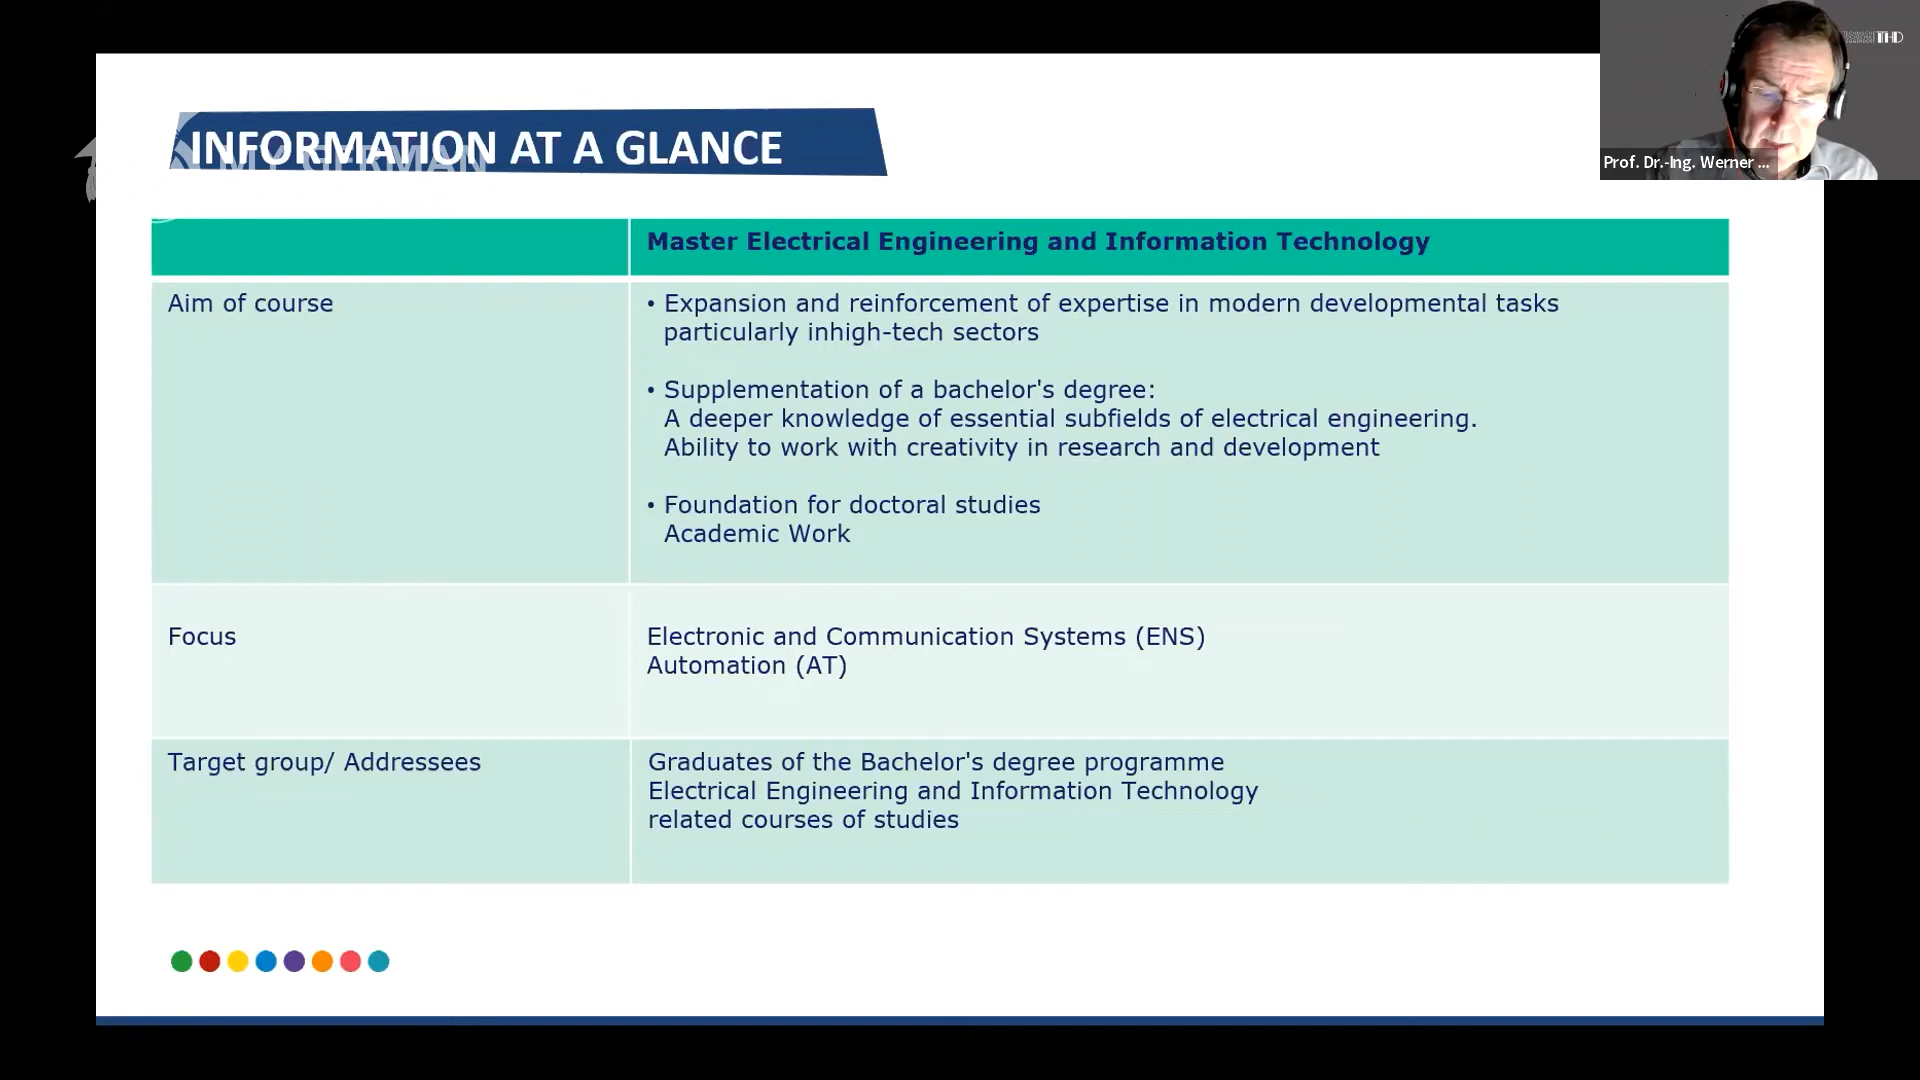 INFORMATION AT A GLANCE
MY GERMAN
THD
Prof. Dr.-Ing. Werner ...
Master Electrical Engineering and Information Technology
Aim of course
• Expansion and reinforcement of expertise in modern developmental tasks
particularly inhigh-tech sectors
• Supplementation of a bachelor's degree:
A deeper knowledge of essential subfields of electrical engineering.
Ability to work with creativity in research and development
• Foundation for doctoral studies
Academic Work
Focus
Electronic and Communication Systems (ENS)
Automation (AT)
Target group/ Addressees
Graduates of the Bachelor's degree programme
Electrical Engineering and Information Technology
related courses of studies